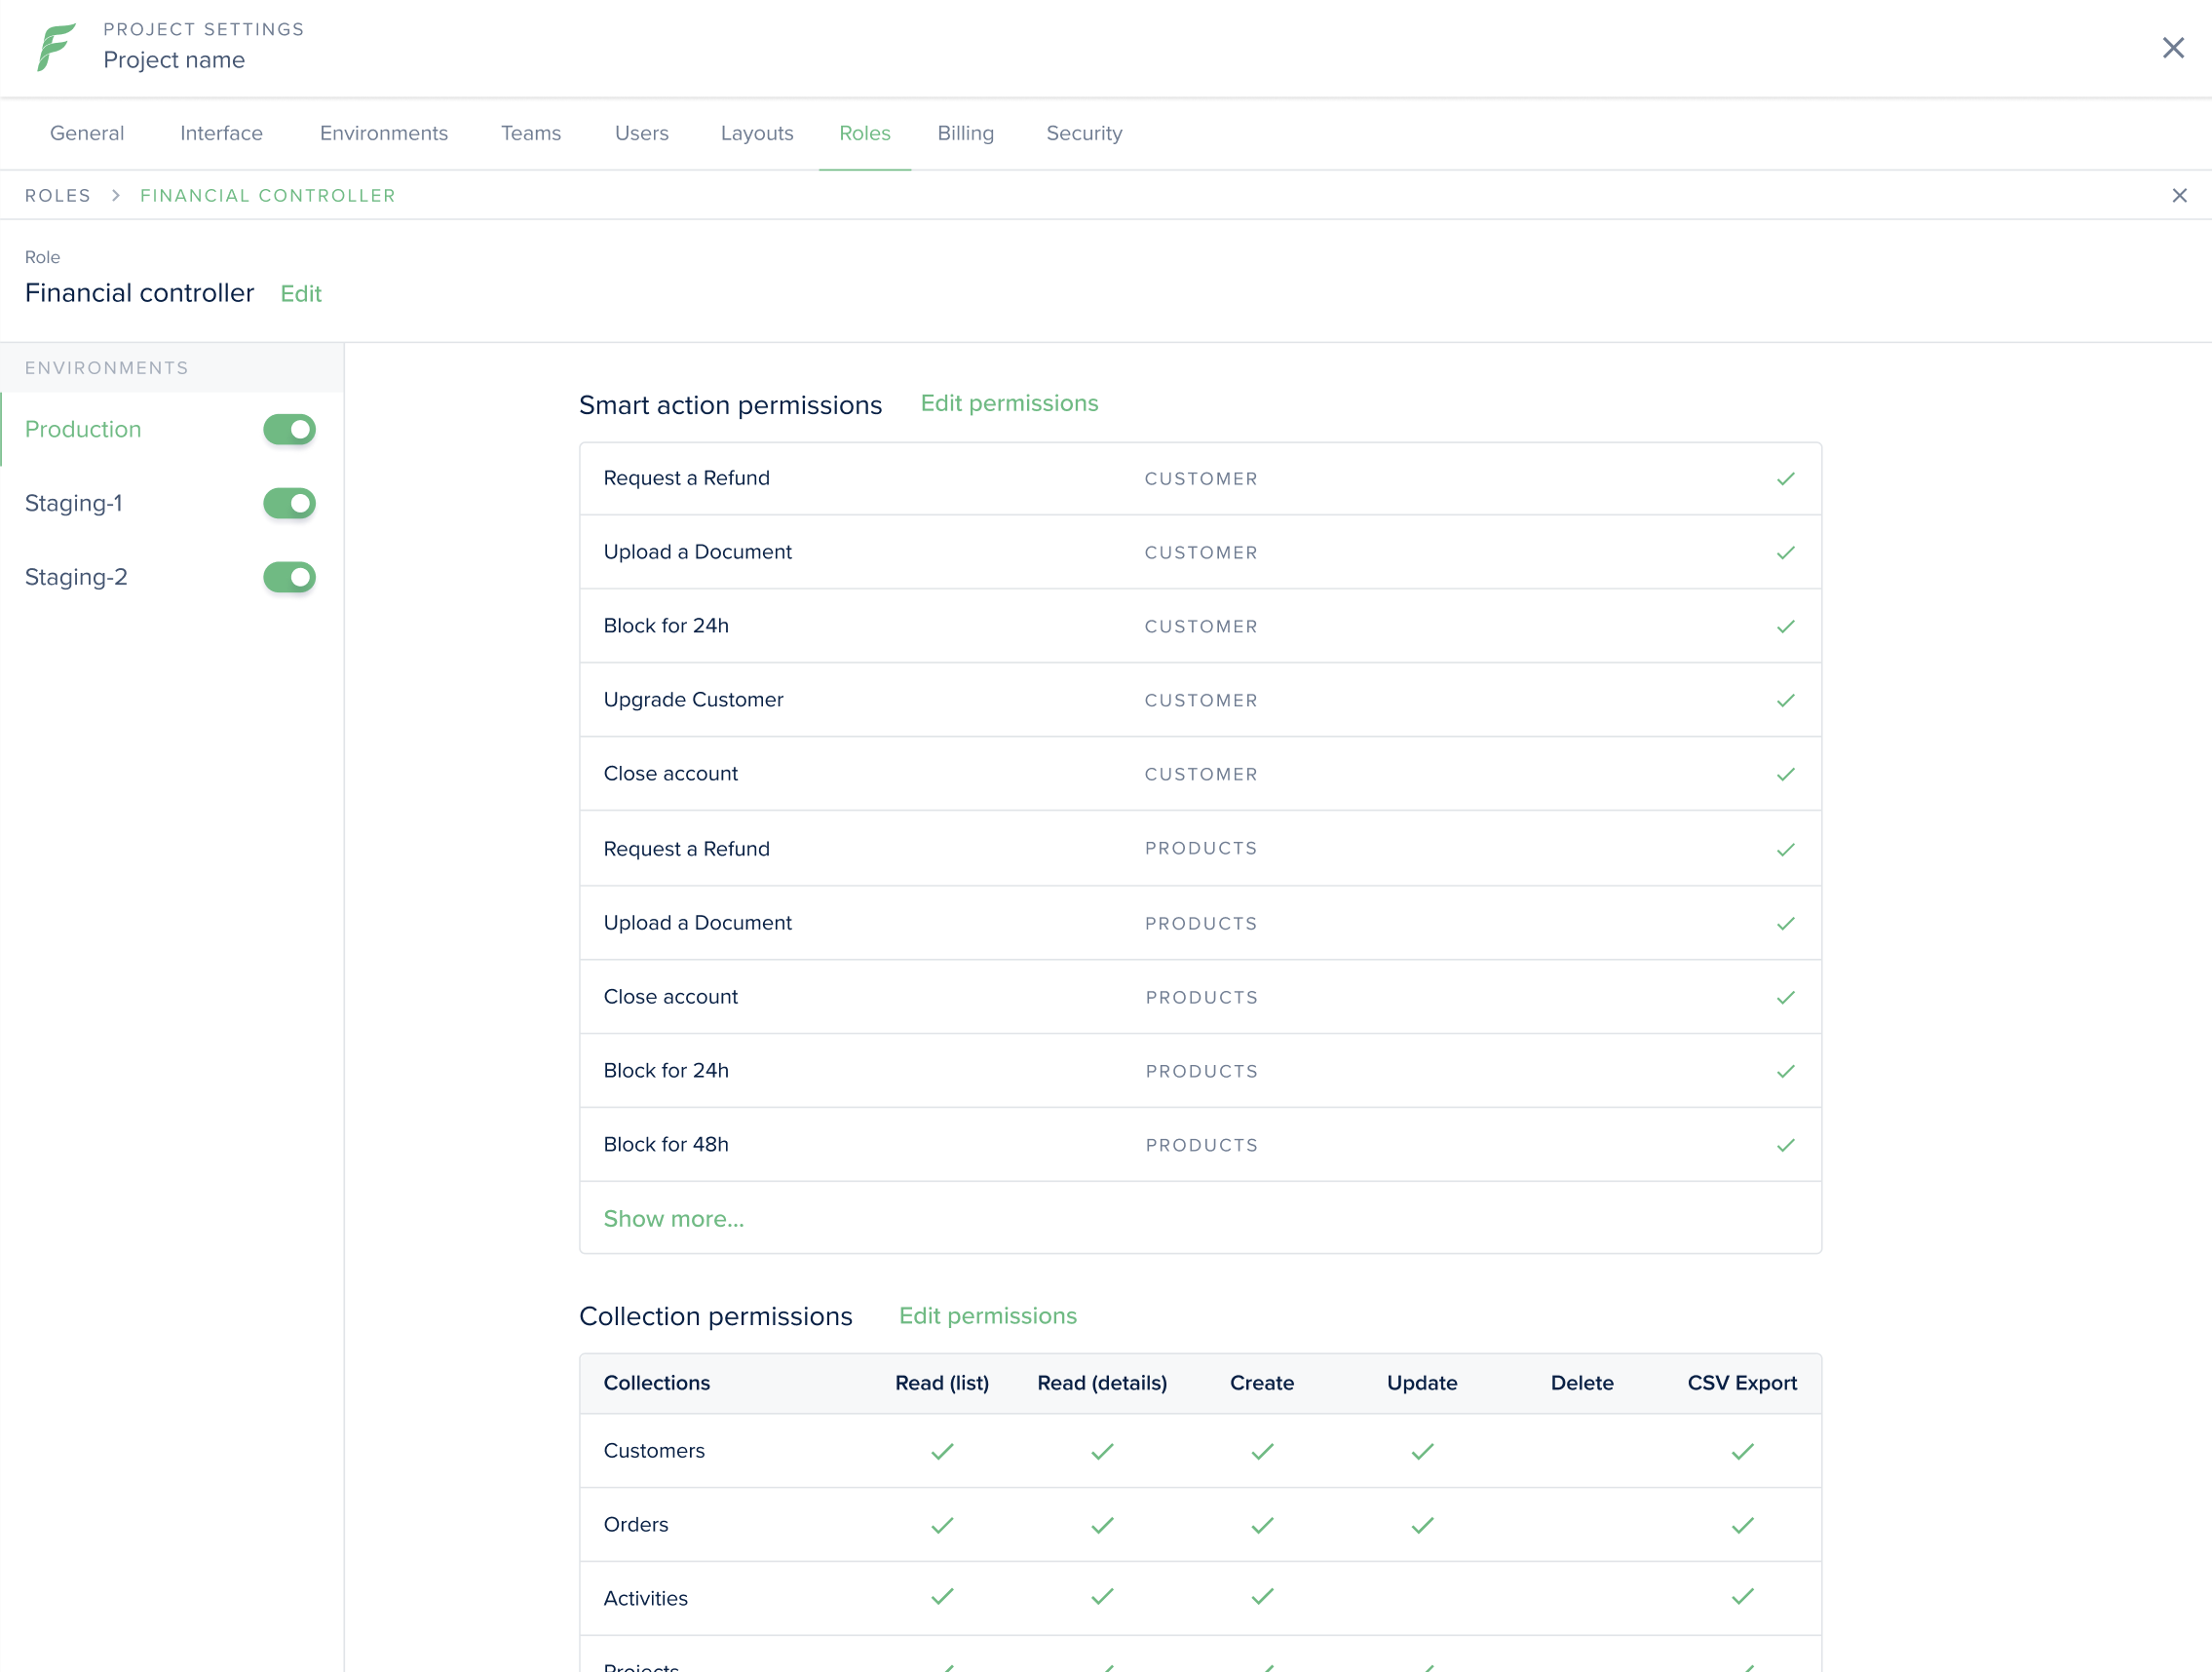 PROJECT SETTINGS
Project name
General Interface Environments Teams Users Layouts Roles Billing Security
ROLES > FINANCIAL CONTROLLER
Role
Financial controller Edit
ENVIRONMENTS
Production
Staging-1
Staging-2
Smart action permissions Edit permissions
Request a Refund CUSTOMER
Upload a Document CUSTOMER
Block for 24h CUSTOMER
Upgrade Customer CUSTOMER
Close account CUSTOMER
Request a Refund PRODUCTS
Upload a Document PRODUCTS
Close account PRODUCTS
Block for 24h PRODUCTS
Block for 48h PRODUCTS
Show more...
Collection permissions Edit permissions
Collections Read (list) Read (details) Create Update Delete CSV Export
Customers
Orders
Activities
Projects